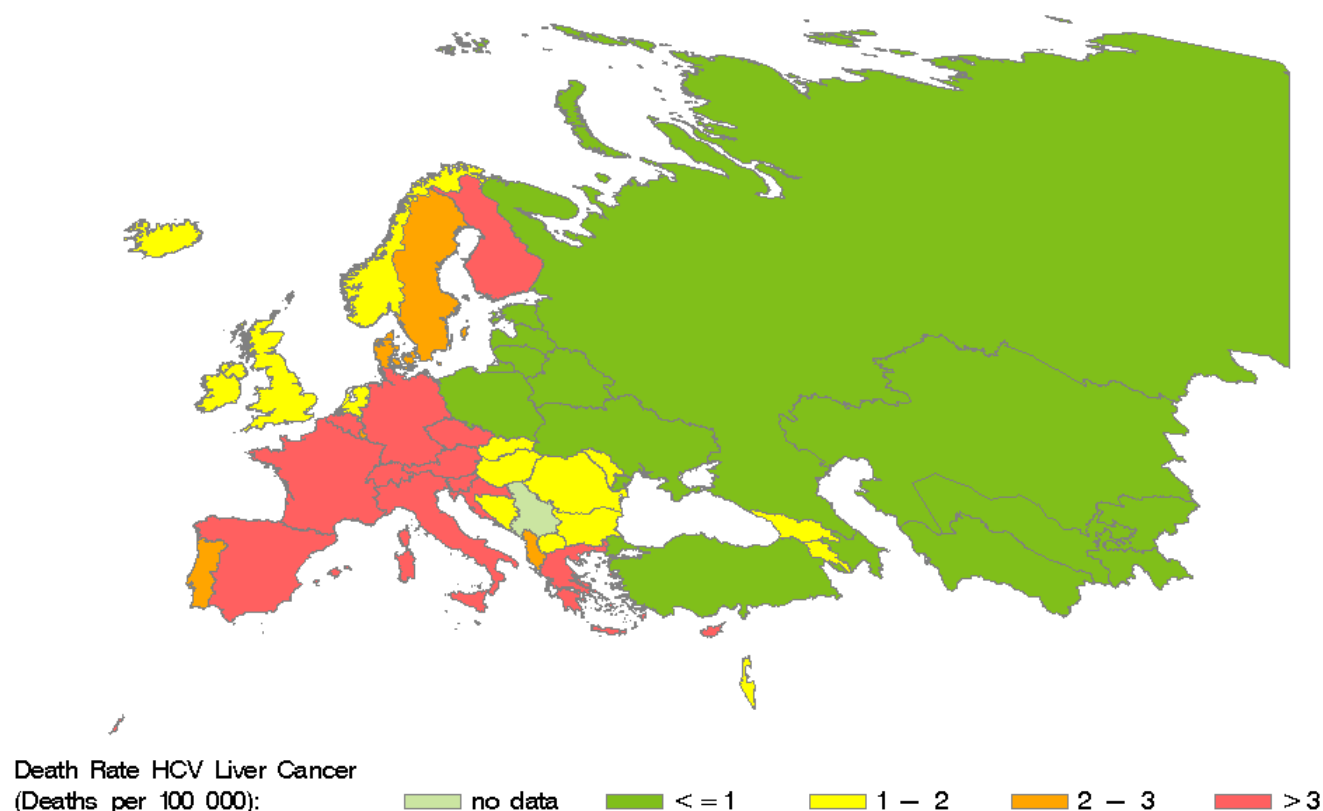 Death Rate HCV Liver Cancer
(Deaths per 100 000): no data <=1 1 – 2 2 – 3 >3